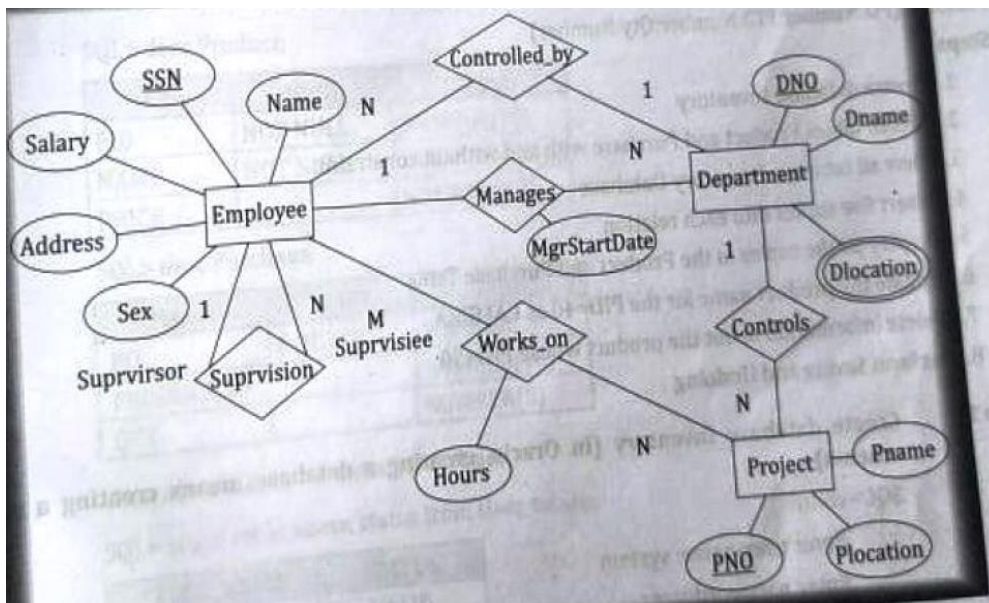 Controlled_by
SSN
Name
N
1
DNO
Dname
Salary
1
N
Employee
Manages
Department
Address
MgrStartDate
Dlocation
Sex
1
N
M
1
Suprvisiee
Works_on
Controls
Suprvirsor
Suprvision
N
N
Hours
Project
Pname
PNO
Plocation